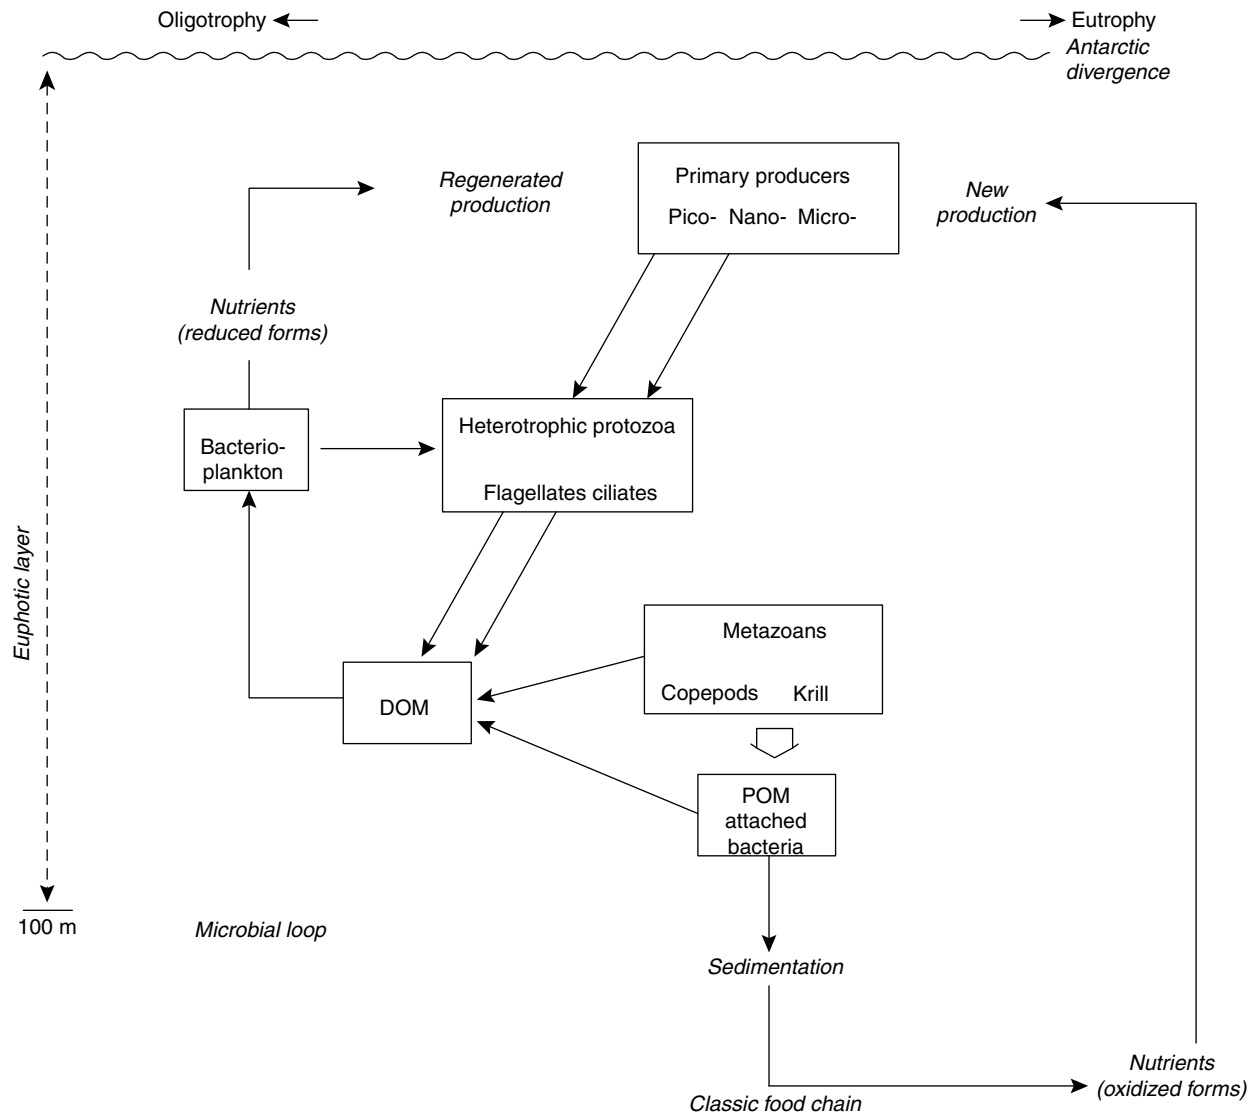 Oligotrophy
Eutrophy
Antarctic
divergence
Primary producers
Pico- Nano- Micro-
Regenerated
production
New
production
Nutrients
(reduced forms)
Bacterio-
plankton
Heterotrophic protozoa
Flagellates ciliates
Euphotic layer
Metazoans
Copepods Krill
DOM
POM
attached
bacteria
100 m
Microbial loop
Sedimentation
Nutrients
(oxidized forms)
Classic food chain